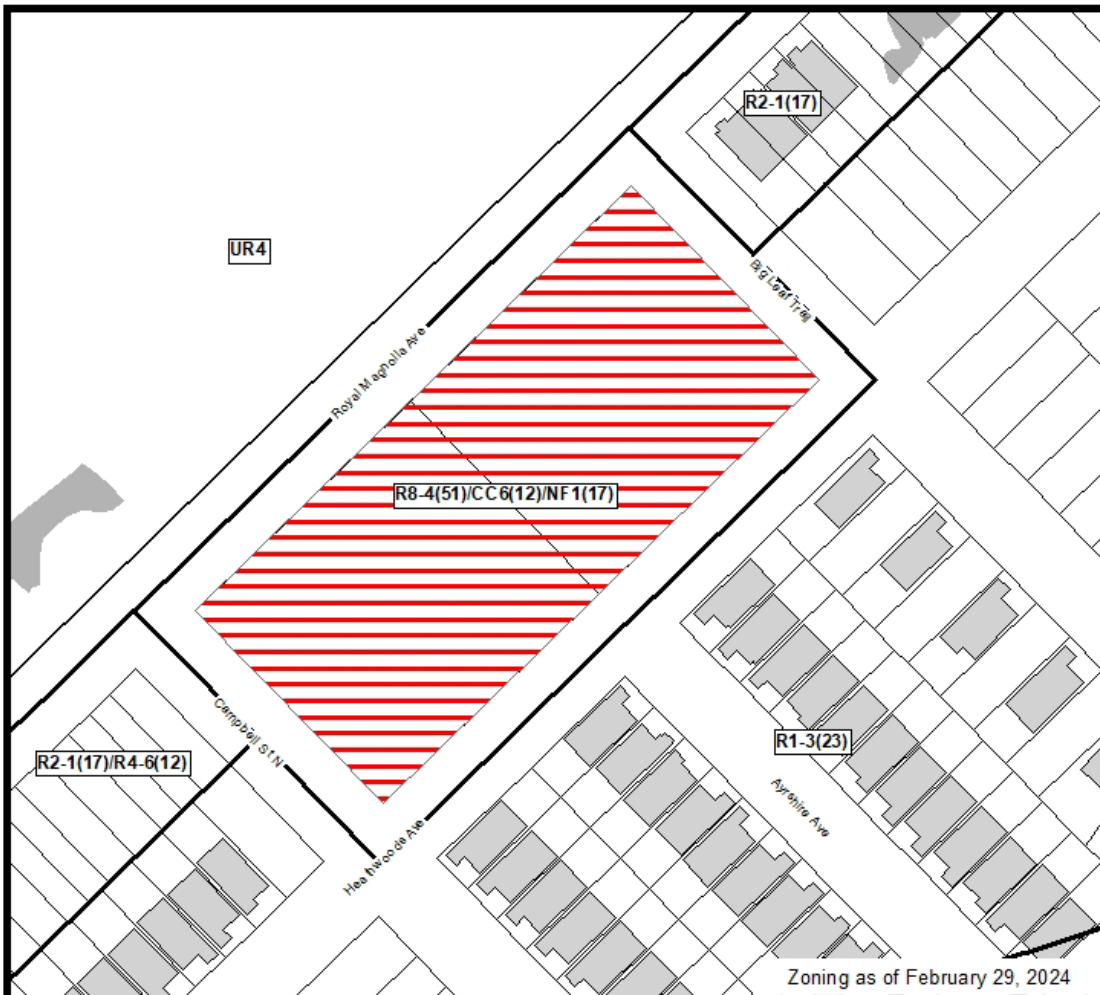 R2-1(17)
UR4
Big Leaf Trail
Royal Magnolia Ave
R8-4(51)/CC6(12)/NF1(17)
Campbell St N
R2-1(17)/R4-6(12)
R1-3(23)
Ayrshire Ave
Heathwoods Ave
Zoning as of February 29, 2024